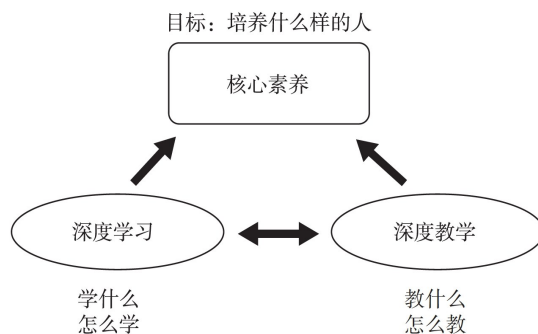 目标：培养什么样的人
核心素养
深度学习
深度教学
学什么
怎么学
教什么
怎么教